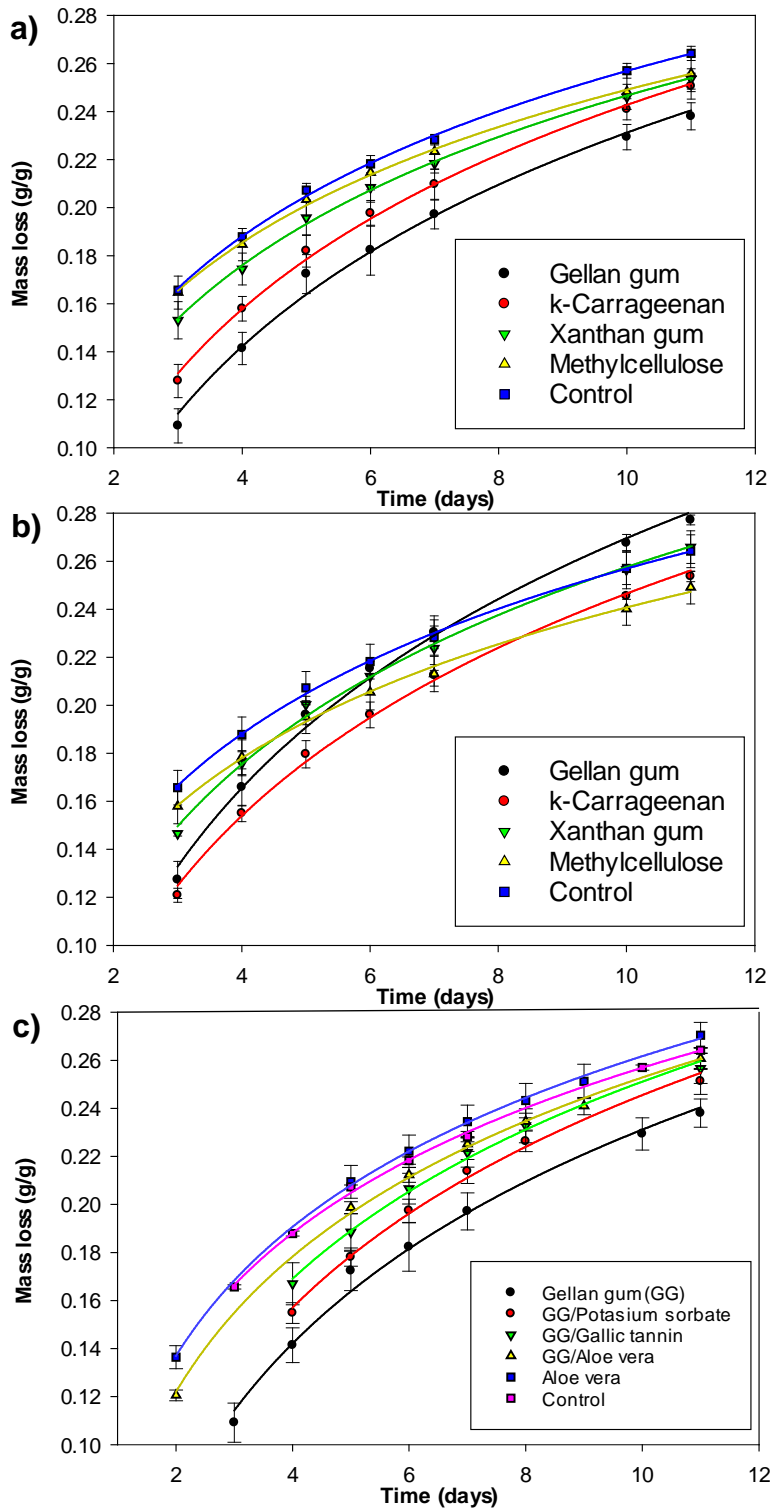 a)
0.28
0.26
0.24
0.22
0.20
0.18
0.16
0.14
0.12
0.10
Mass loss (g/g)
Gellan gum
k-Carrageenan
Xanthan gum
Methylcellulose
Control
2 4 6 8 10 12
Time (days)
b)
0.28
0.26
0.24
0.22
0.20
0.18
0.16
0.14
0.12
0.10
Mass loss (g/g)
Gellan gum
k-Carrageenan
Xanthan gum
Methylcellulose
Control
2 4 6 8 10 12
Time (days)
c)
0.28
0.26
0.24
0.22
0.20
0.18
0.16
0.14
0.12
0.10
Mass loss (g/g)
Gellan gum (GG)
GG/Potasium sorbate
GG/Gallic tannin
GG/Aloe vera
Aloe vera
Control
2 4 6 8 10 12
Time (days)